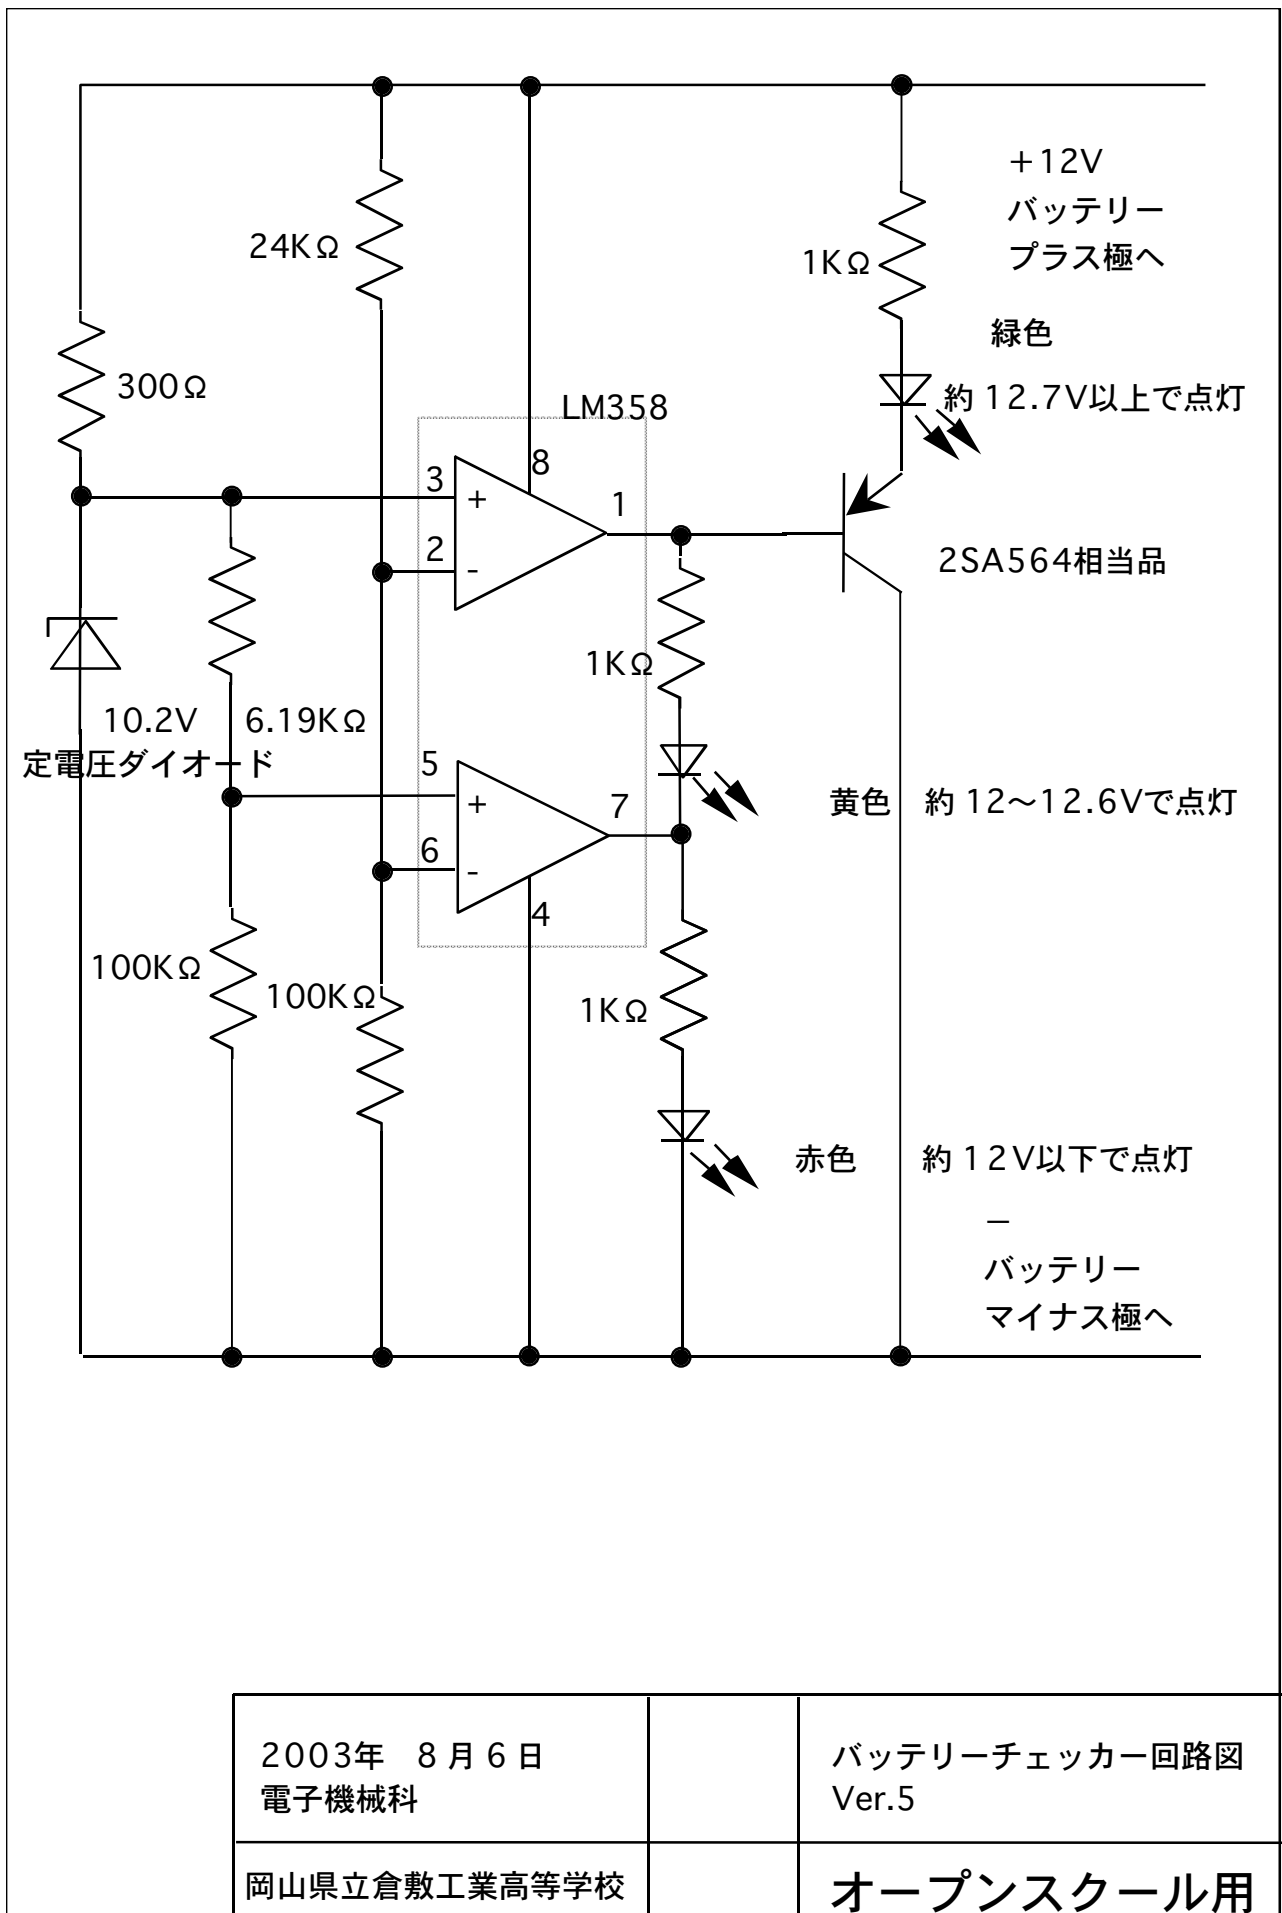 +12V
バッテリー
プラス極へ
24KΩ
1KΩ
緑色
300Ω
約 12.7V以上で点灯
LM358
8
3
+
1
2
-
2SA564相当品
1KΩ
10.2V
6.19KΩ
定電圧ダイオード
5
+
7
黄色 約 12～12.6Vで点灯
6
-
4
100KΩ
100KΩ
1KΩ
赤色 約 12V以下で点灯
−
バッテリー
マイナス極へ
2003年 8月6日
電子機械科
バッテリーチェッカー回路図
Ver.5
岡山県立倉敷工業高等学校
オープンスクール用